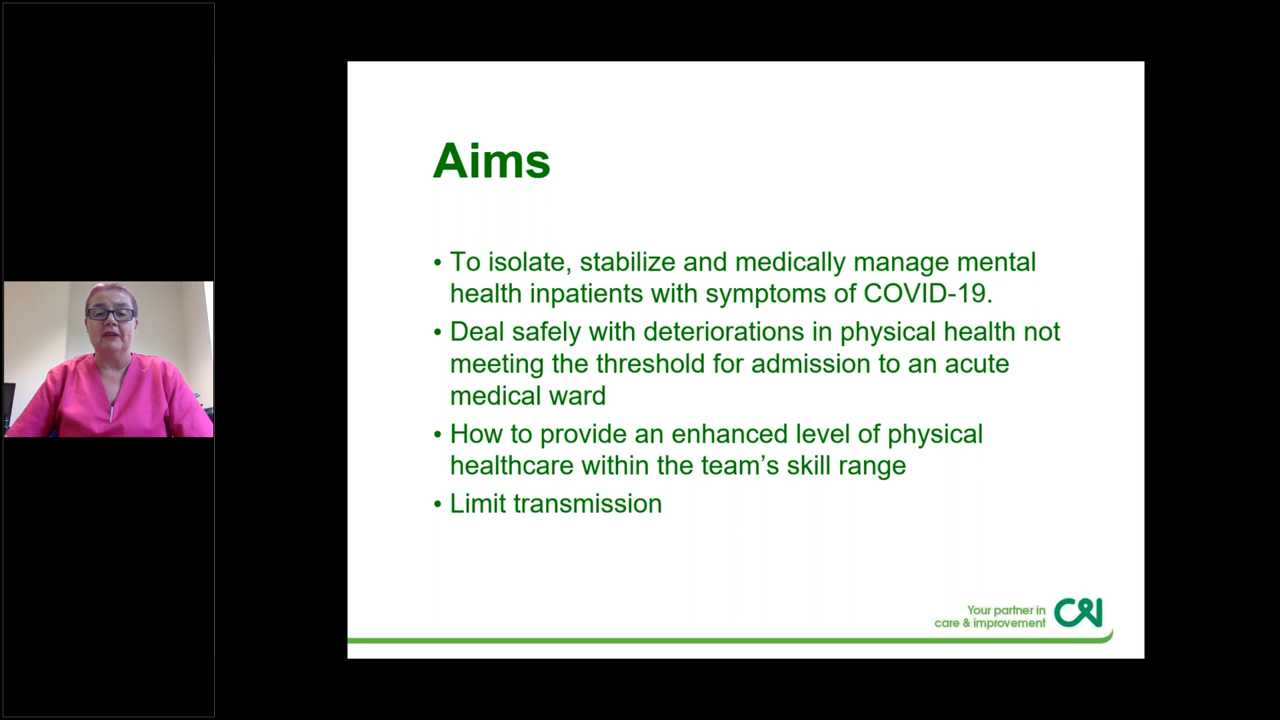 Aims
• To isolate, stabilize and medically manage mental
health inpatients with symptoms of COVID-19.
• Deal safely with deteriorations in physical health not
meeting the threshold for admission to an acute
medical ward
• How to provide an enhanced level of physical
healthcare within the team’s skill range
• Limit transmission
Your partner in
care & improvement
C&I